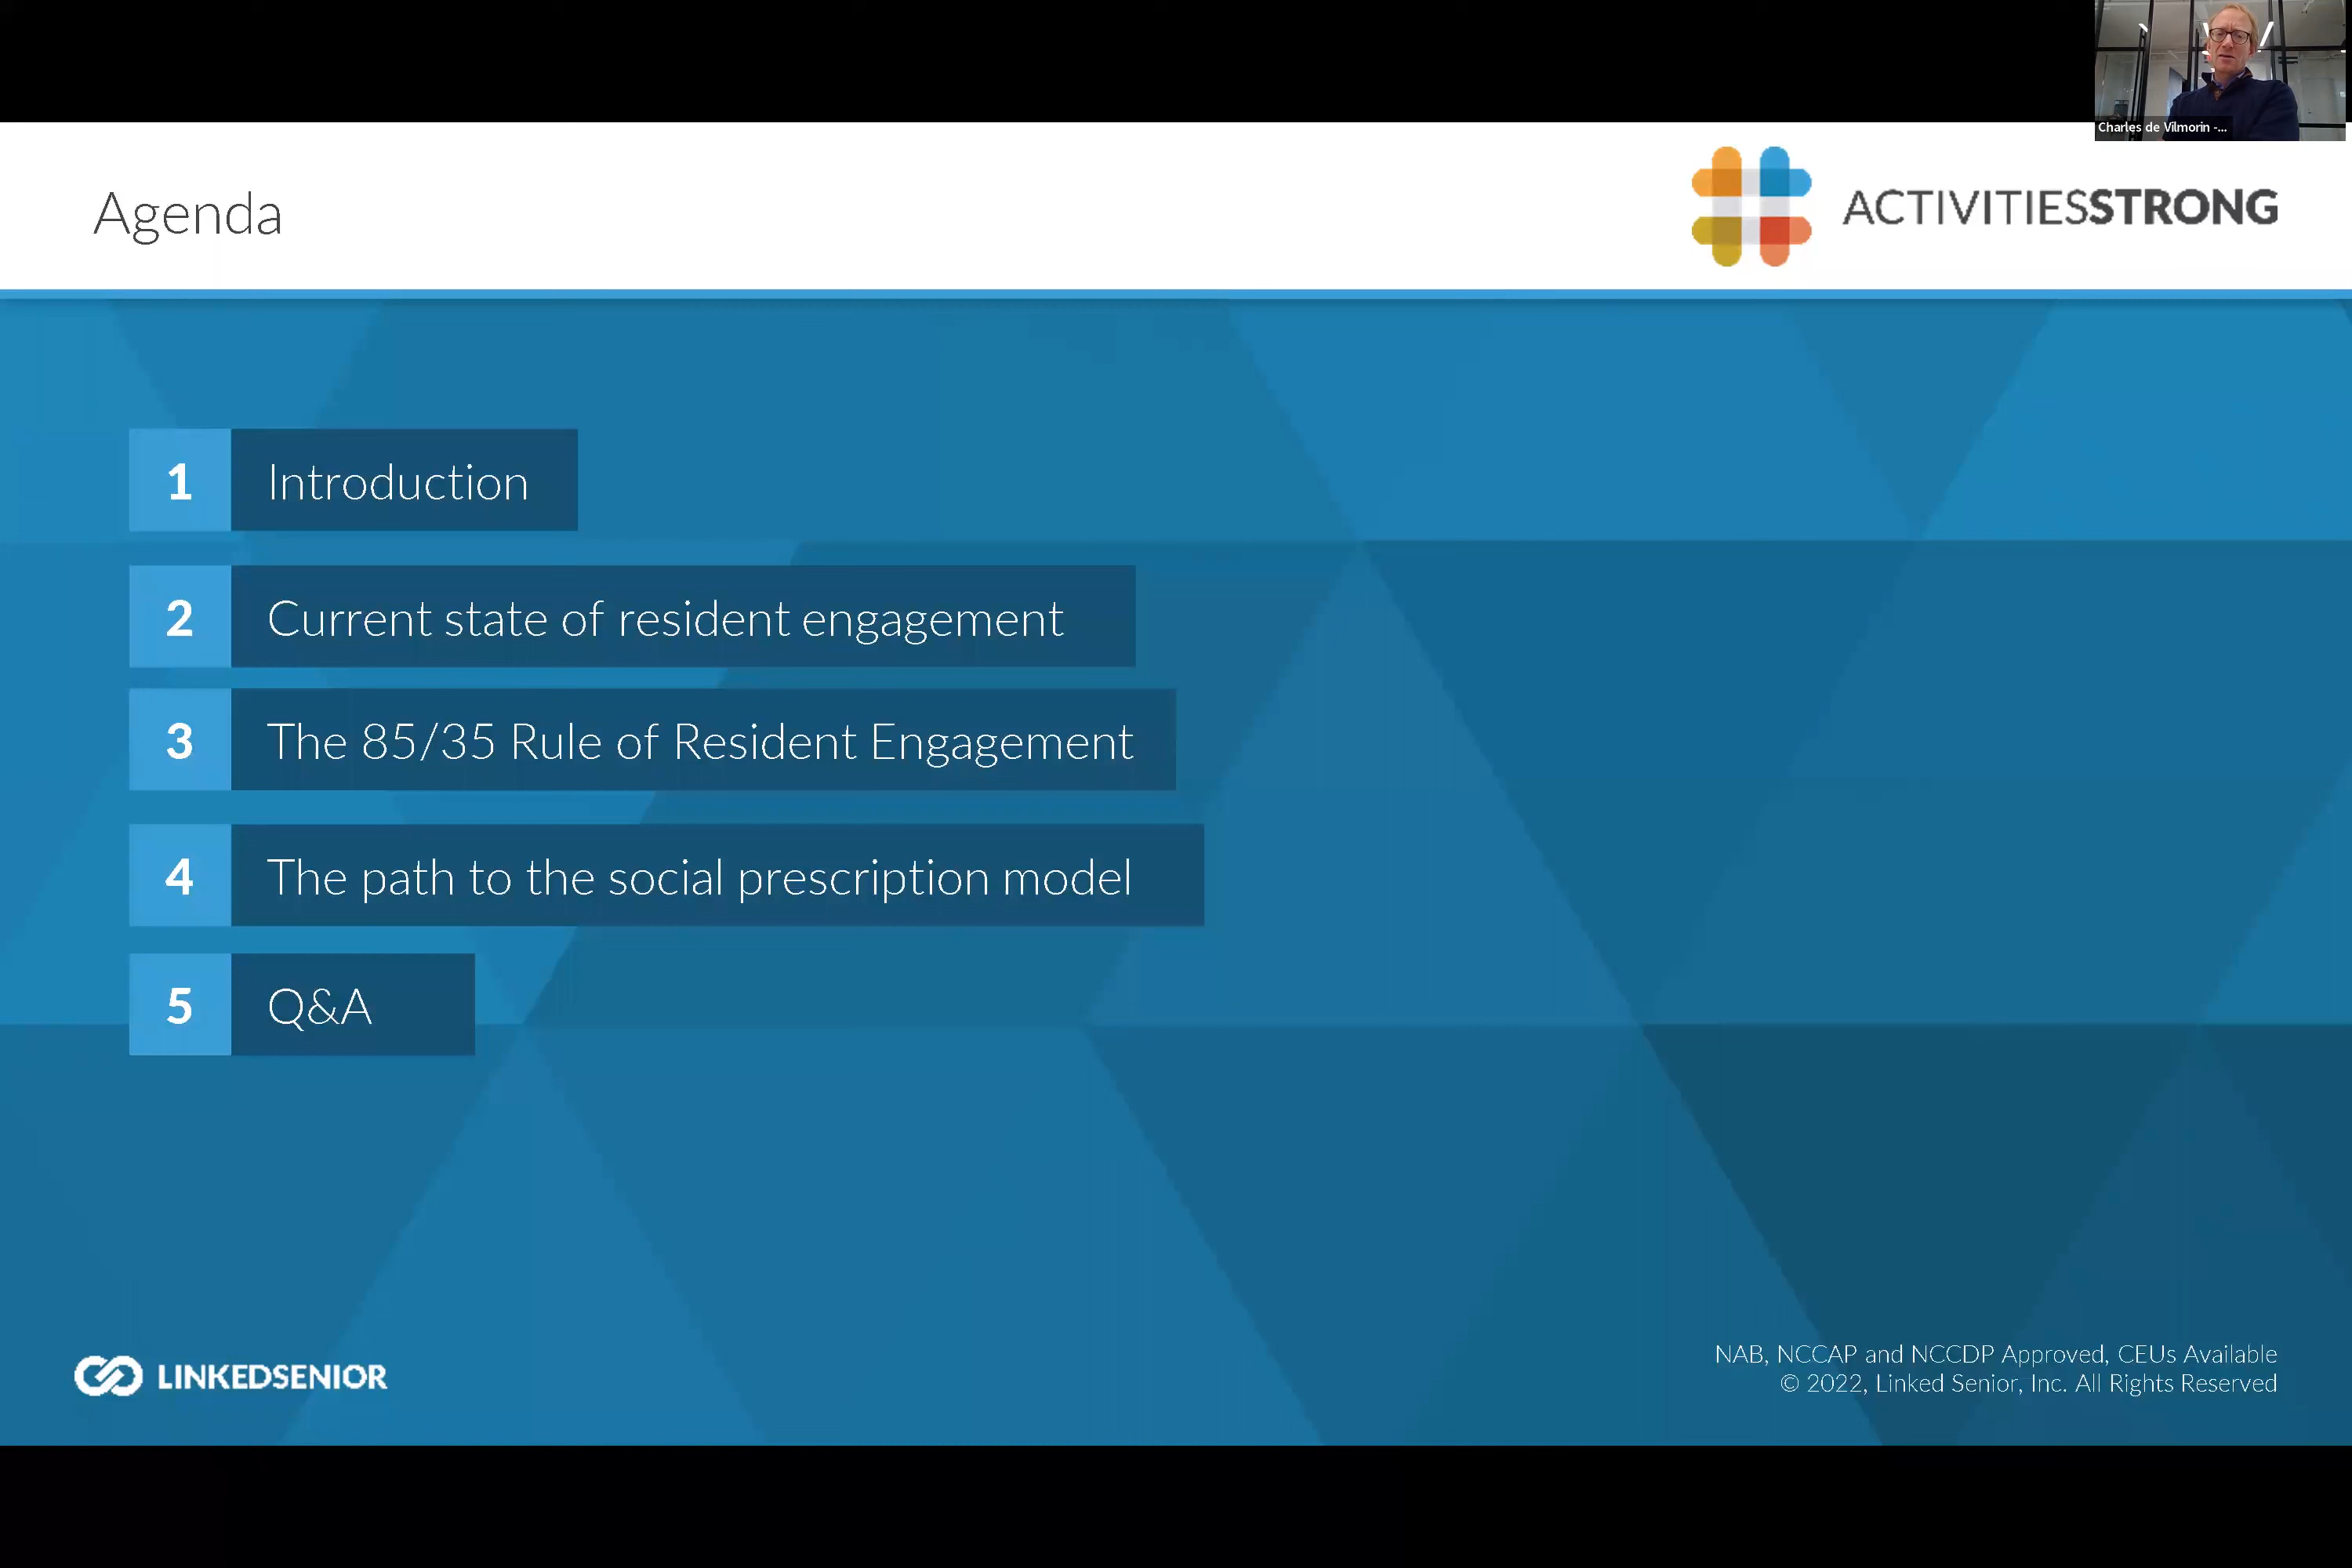 Charles de Vilmorin -...
Agenda
ACTIVITIESSTRONG
1 Introduction
2 Current state of resident engagement
3 The 85/35 Rule of Resident Engagement
4 The path to the social prescription model
5 Q&A
LINKEDSENIOR
NAB, NCCAP and NCCDP Approved, CEUs Available
© 2022, Linked Senior, Inc. All Rights Reserved